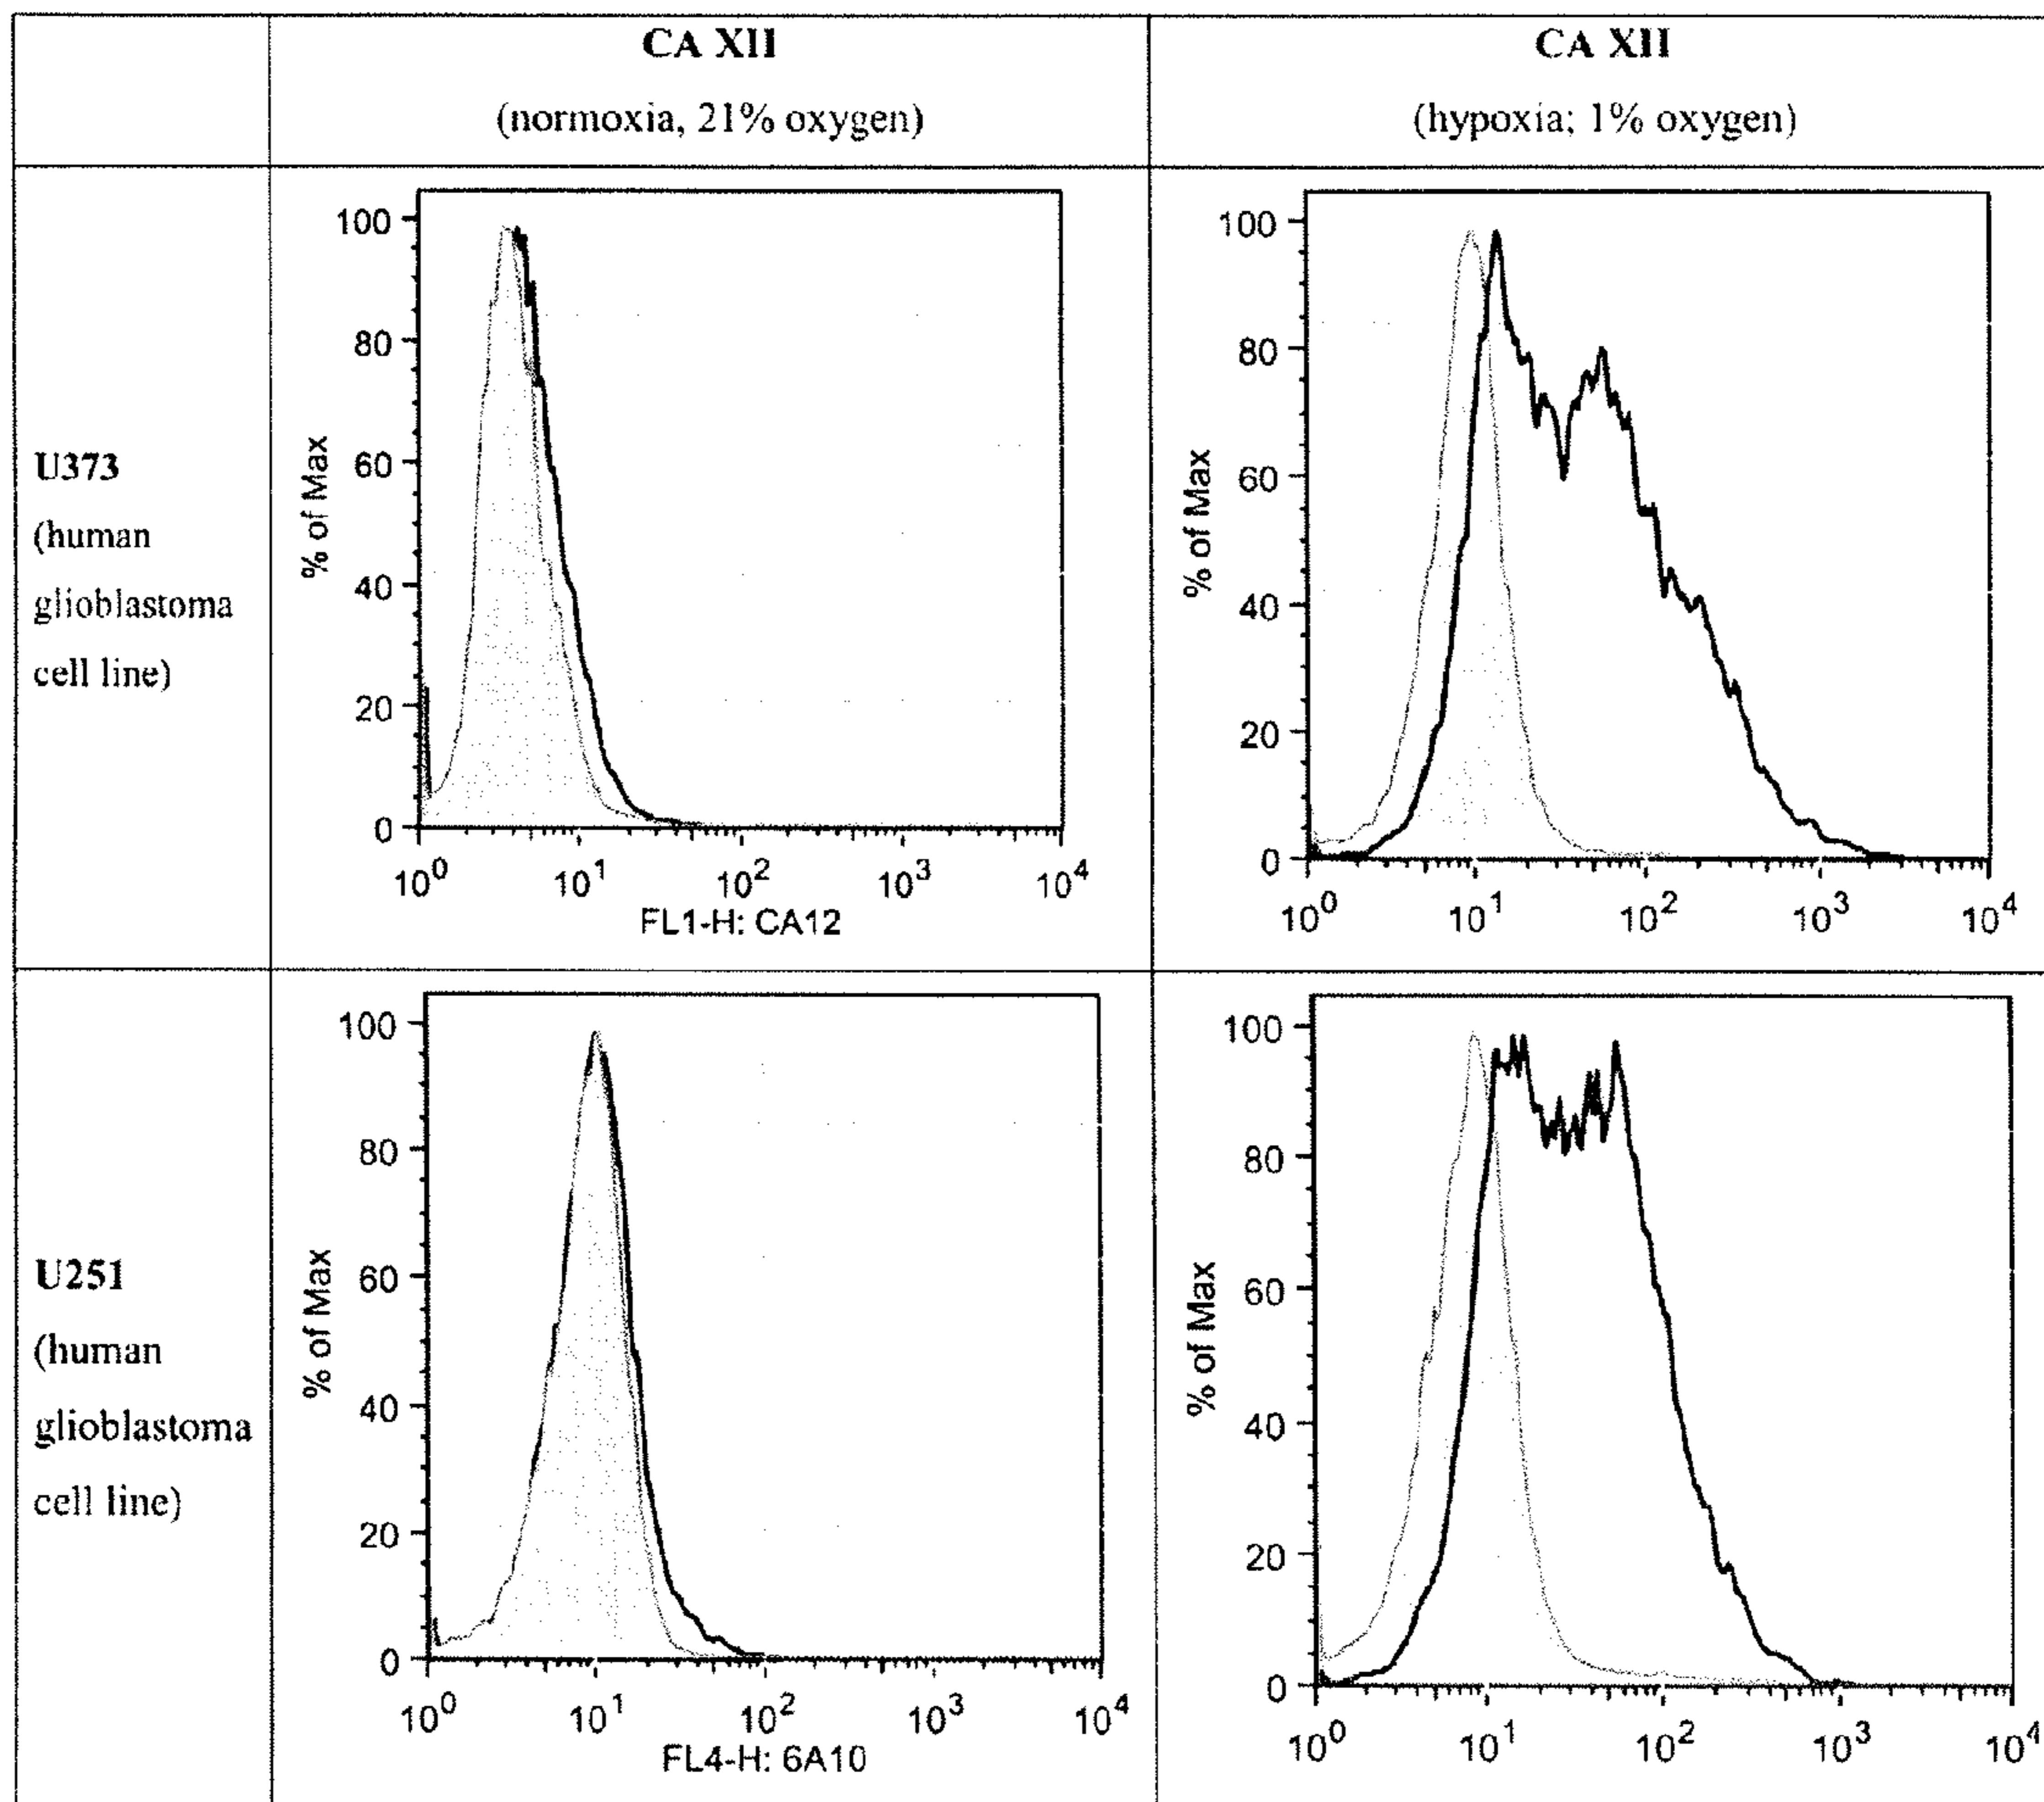 CA XII
(normoxia, 21% oxygen)
CA XII
(hypoxia; 1% oxygen)
U373
(human
glioblastoma
cell line)
% of Max
100
80
60
40
20
0
10^0 10^1 10^2 10^3 10^4
FL1-H: CA12
% of Max
100
80
60
40
20
0
10^0 10^1 10^2 10^3 10^4
U251
(human
glioblastoma
cell line)
% of Max
100
80
60
40
20
0
10^0 10^1 10^2 10^3 10^4
FL4-H: 6A10
% of Max
100
80
60
40
20
0
10^0 10^1 10^2 10^3 10^4